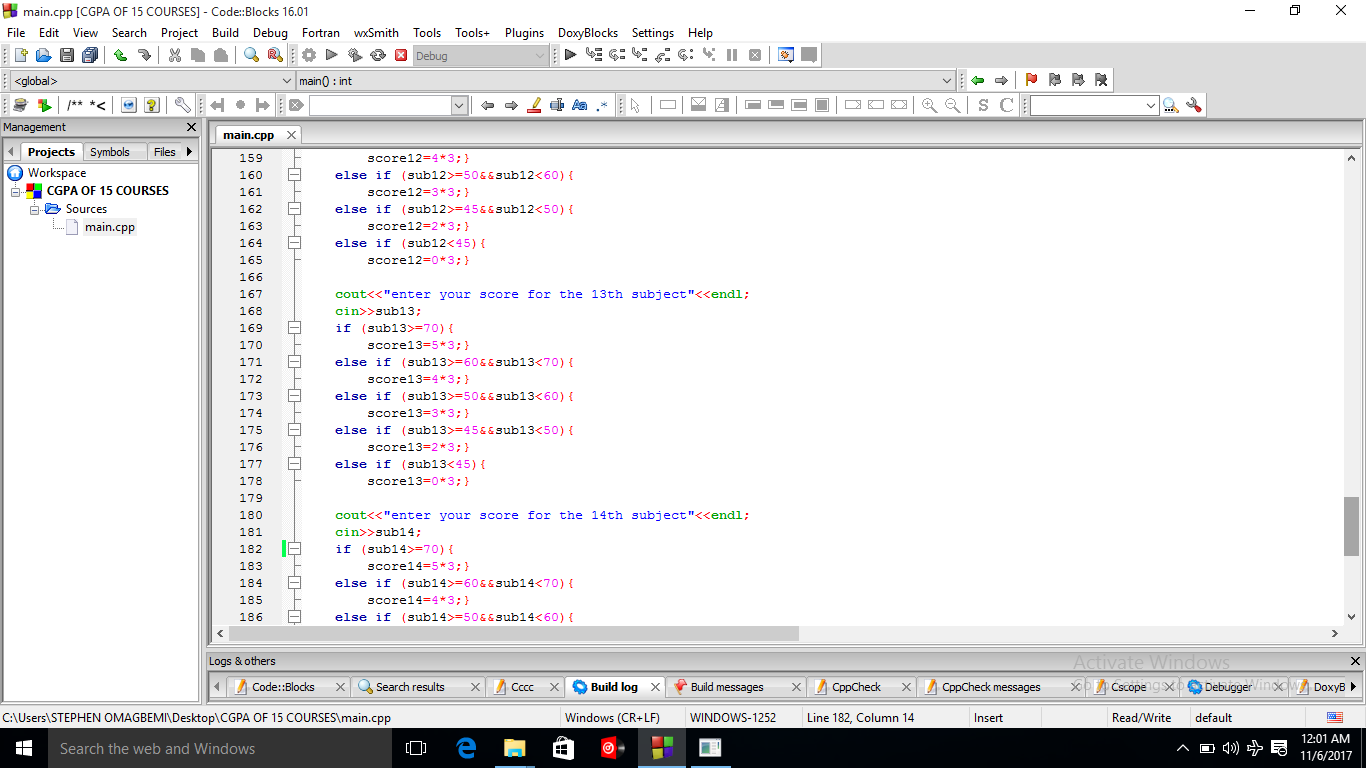 main.cpp [CGPA OF 15 COURSES] - Code::Blocks 16.01
File Edit View Search Project Build Debug Fortran wxSmith Tools Tools+ Plugins DoxyBlocks Settings Help
Debug
<global> main() : int
/** *<
Aa .* S C
Management
main.cpp
Projects Symbols Files
Workspace
CGPA OF 15 COURSES
Sources
main.cpp
159 score12=4*3;}
160 else if (sub12>=50&&sub12<60){
161 score12=3*3;}
162 else if (sub12>=45&&sub12<50){
163 score12=2*3;}
164 else if (sub12<45){
165 score12=0*3;}
166
167 cout<<"enter your score for the 13th subject"<<endl;
168 cin>>sub13;
169 if (sub13>=70){
170 score13=5*3;}
171 else if (sub13>=60&&sub13<70){
172 score13=4*3;}
173 else if (sub13>=50&&sub13<60){
174 score13=3*3;}
175 else if (sub13>=45&&sub13<50){
176 score13=2*3;}
177 else if (sub13<45){
178 score13=0*3;}
179
180 cout<<"enter your score for the 14th subject"<<endl;
181 cin>>sub14;
182 if (sub14>=70){
183 score14=5*3;}
184 else if (sub14>=60&&sub14<70){
185 score14=4*3;}
186 else if (sub14>=50&&sub14<60){
Logs & others
Activate Windows
Code::Blocks Search results Cccc Build log Build messages CppCheck CppCheck messages Cscope Debugger DoxyB
Go to Settings to activate Windows.
C:\Users\STEPHEN OMAGBEMI\Desktop\CGPA OF 15 COURSES\main.cpp Windows (CR+LF) WINDOWS-1252 Line 182, Column 14 Insert Read/Write default
Search the web and Windows
12:01 AM
11/6/2017